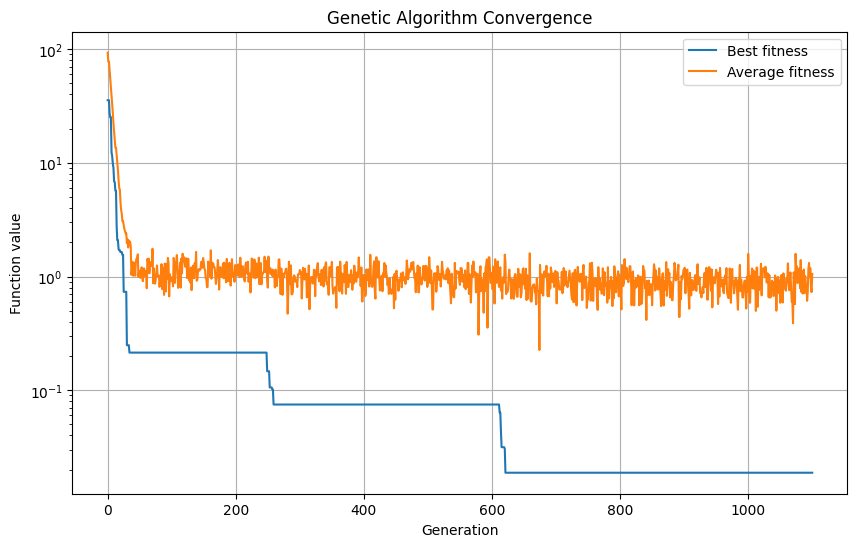 Genetic Algorithm Convergence
Best fitness
Average fitness
10²
10¹
10⁰
10⁻¹
Function value
0
200
400
600
800
1000
Generation